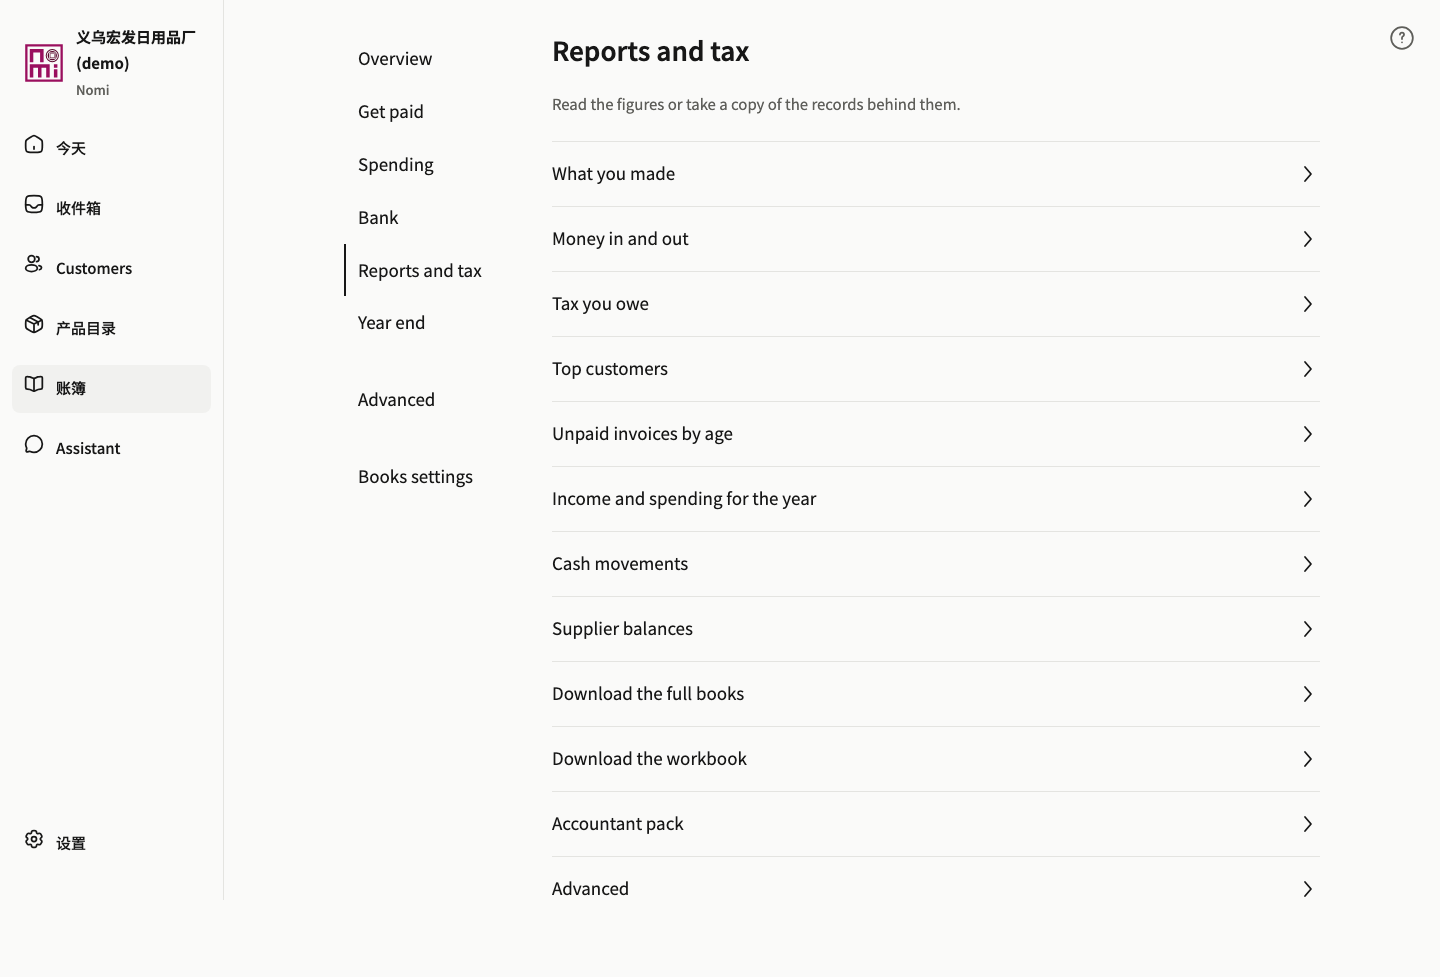 义乌宏发日用品厂
(demo)
Nomi
今天
收件箱
Customers
产品目录
账簿
Assistant
设置
Overview
Get paid
Spending
Bank
Reports and tax
Year end
Advanced
Books settings
Reports and tax
Read the figures or take a copy of the records behind them.
What you made
Money in and out
Tax you owe
Top customers
Unpaid invoices by age
Income and spending for the year
Cash movements
Supplier balances
Download the full books
Download the workbook
Accountant pack
Advanced